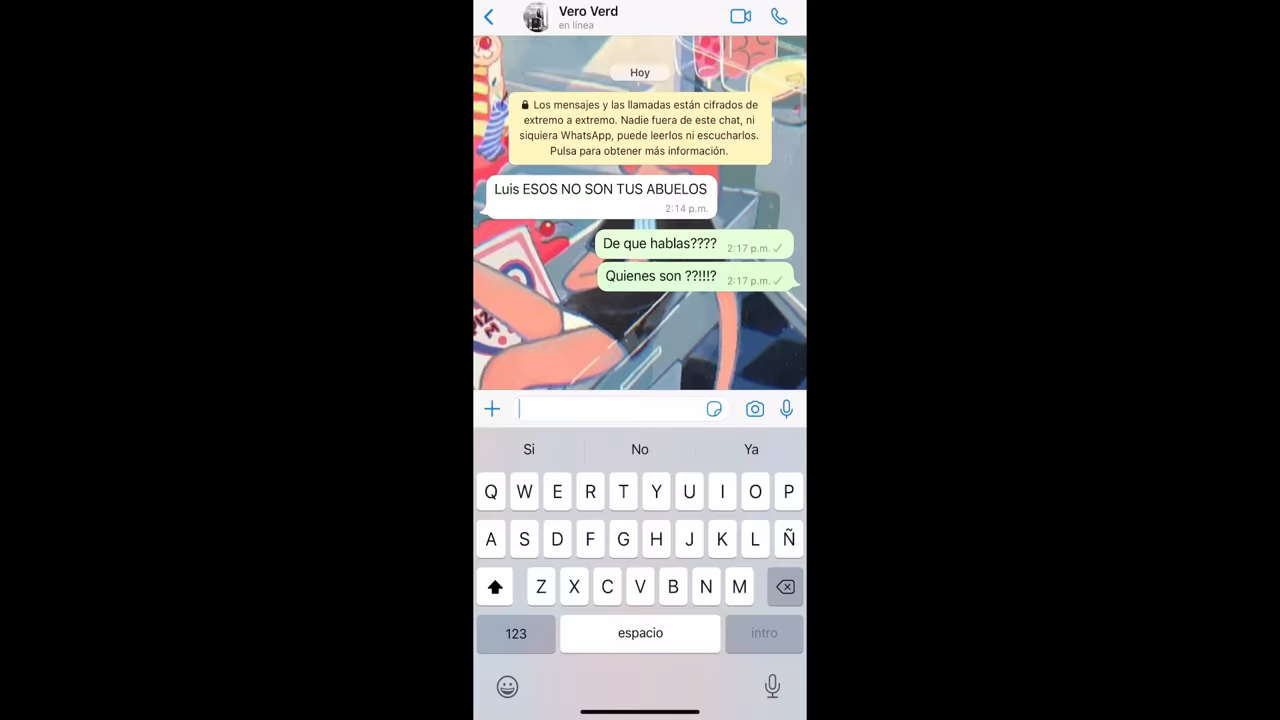 Vero Verd
en línea
Hoy
Los mensajes y las llamadas están cifrados de
extremo a extremo. Nadie fuera de este chat, ni
siquiera WhatsApp, puede leerlos ni escucharlos.
Pulsa para obtener más información.
Luis ESOS NO SON TUS ABUELOS
2:14 p.m.
De que hablas???? 2:17 p.m.
Quienes son ??!!!? 2:17 p.m.
Si No Ya
Q W E R T Y U I O P
A S D F G H J K L Ñ
Z X C V B N M
123 espacio intro